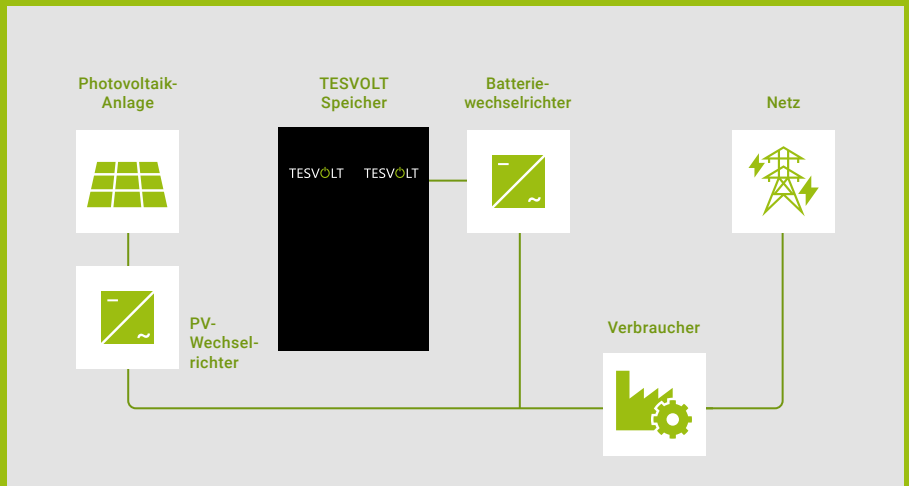 Photovoltaik-
Anlage
TESVOLT
Speicher
Batterie-
wechselrichter
Netz
TESVOLT TESVOLT
PV-
Wechsel-
richter
Verbraucher